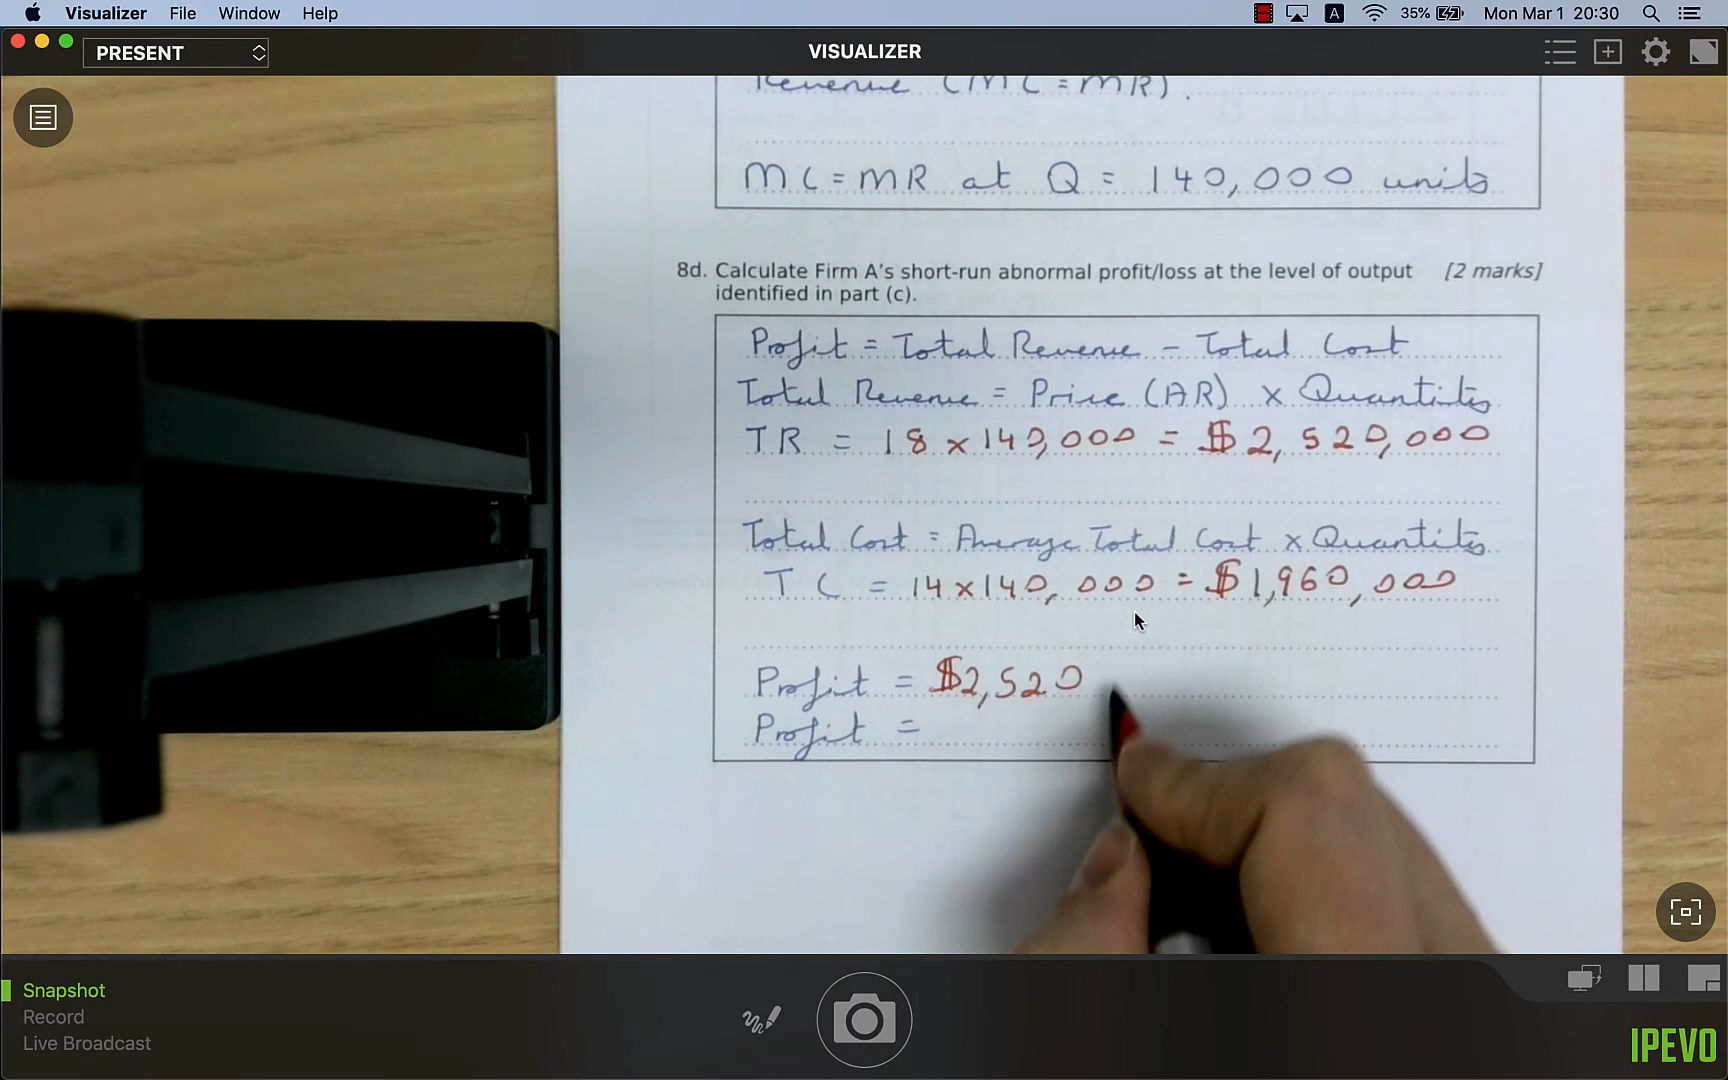 Visualizer File Window Help A 35% Mon Mar 1 20:30
PRESENT VISUALIZER
Revenue (MC = MR).
MC = MR at Q = 140,000 units
8d. Calculate Firm A's short-run abnormal profit/loss at the level of output [2 marks]
identified in part (c).
Profit = Total Revenue - Total Cost
Total Revenue = Price (AR) x Quantity
TR = 18 x 140,000 = $2,520,000
Total Cost = Average Total Cost x Quantity
TC = 14 x 140,000 = $1,960,000
Profit = $2,520
Profit =
Snapshot
Record
Live Broadcast
IPEVO